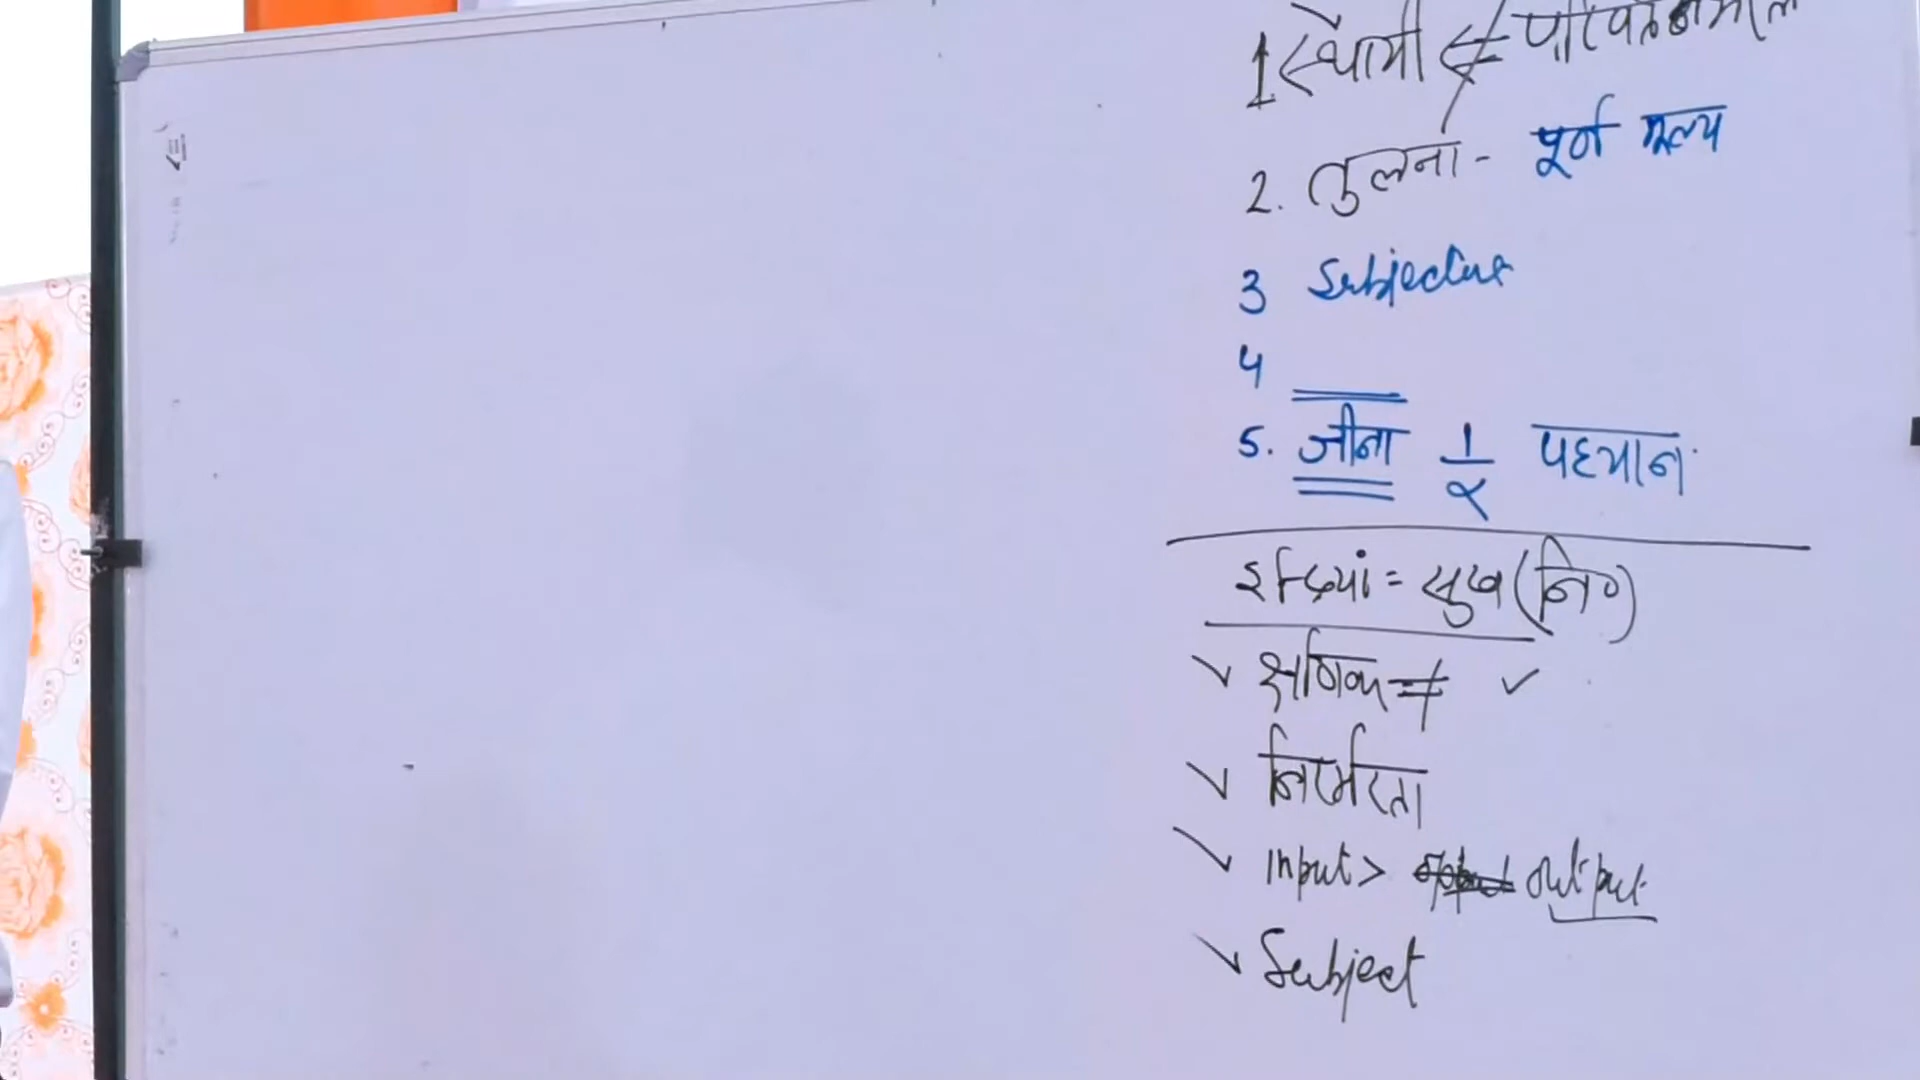 1 स्थायी ≠ परिवर्तनशील
2. तुलना - पूर्ण मूल्य
3 Subjective
4
5. जीना 1/α पहचान
इन्द्रियां = सुख (नि०)
✓ क्षणिक ≠ ✓
✓ निर्भरता
✓ input > output
✓ Subject